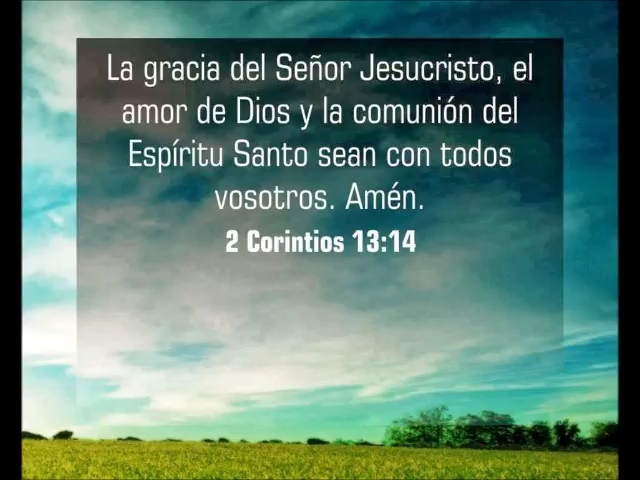 La gracia del Señor Jesucristo, el
amor de Dios y la comunión del
Espíritu Santo sean con todos
vosotros. Amén.
2 Corintios 13:14